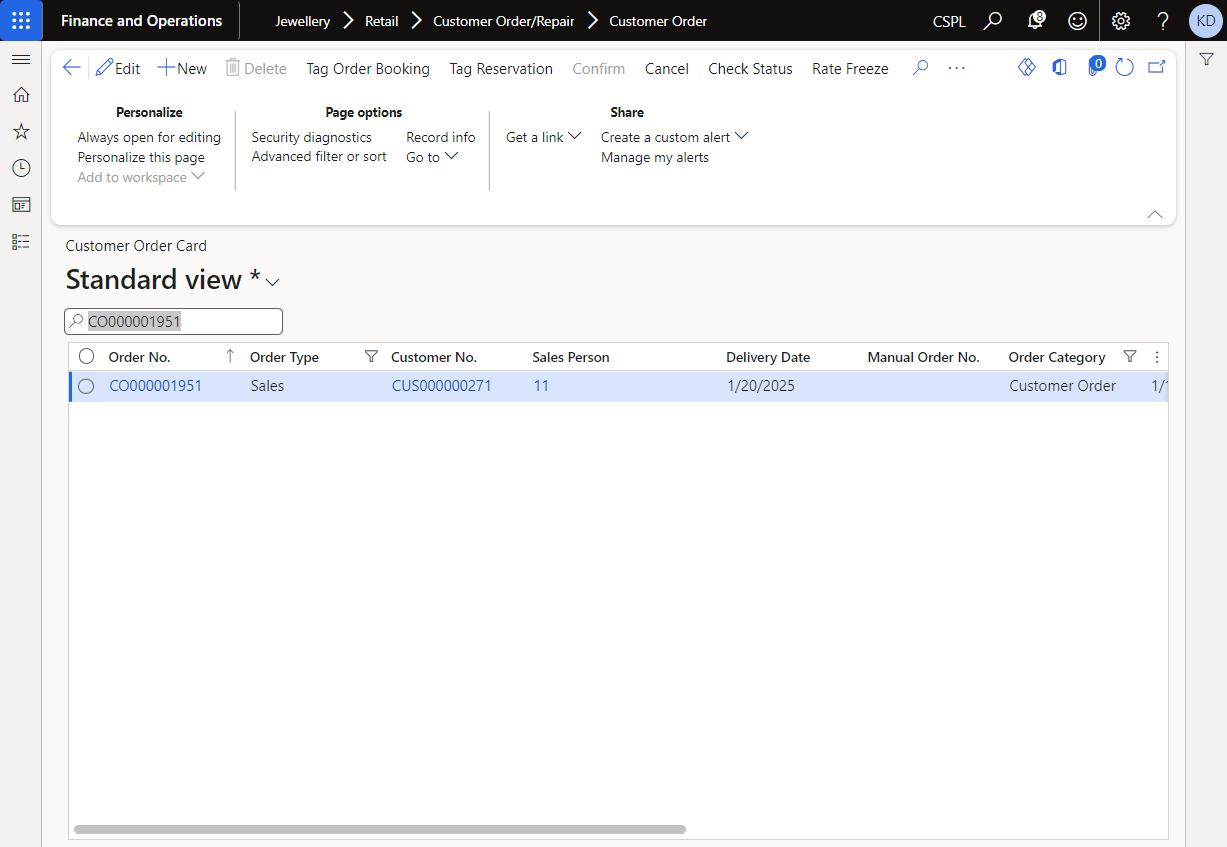 Finance and Operations
Jewellery Retail Customer Order/Repair Customer Order
CSPL 8 ? KD
Edit New Delete Tag Order Booking Tag Reservation Confirm Cancel Check Status Rate Freeze ... 0
Personalize
Always open for editing
Personalize this page
Add to workspace
Page options
Security diagnostics Record info
Advanced filter or sort Go to
Share
Get a link Create a custom alert
Manage my alerts
Customer Order Card
Standard view *
CO000001951
Order No. Order Type Customer No. Sales Person Delivery Date Manual Order No. Order Category
CO000001951 Sales CUS000000271 11 1/20/2025 Customer Order